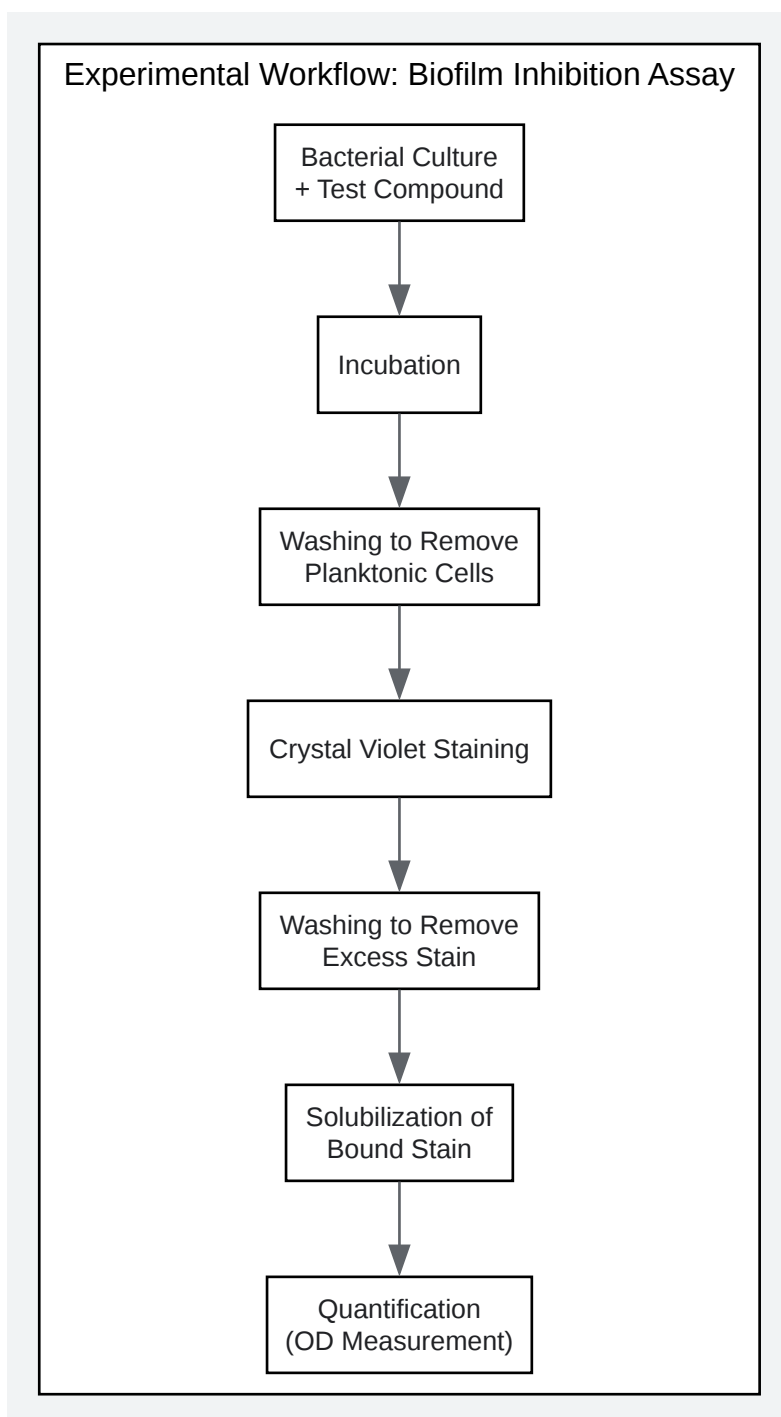 Experimental Workflow: Biofilm Inhibition Assay
Bacterial Culture
+ Test Compound
Incubation
Washing to Remove
Planktonic Cells
Crystal Violet Staining
Washing to Remove
Excess Stain
Solubilization of
Bound Stain
Quantification
(OD Measurement)